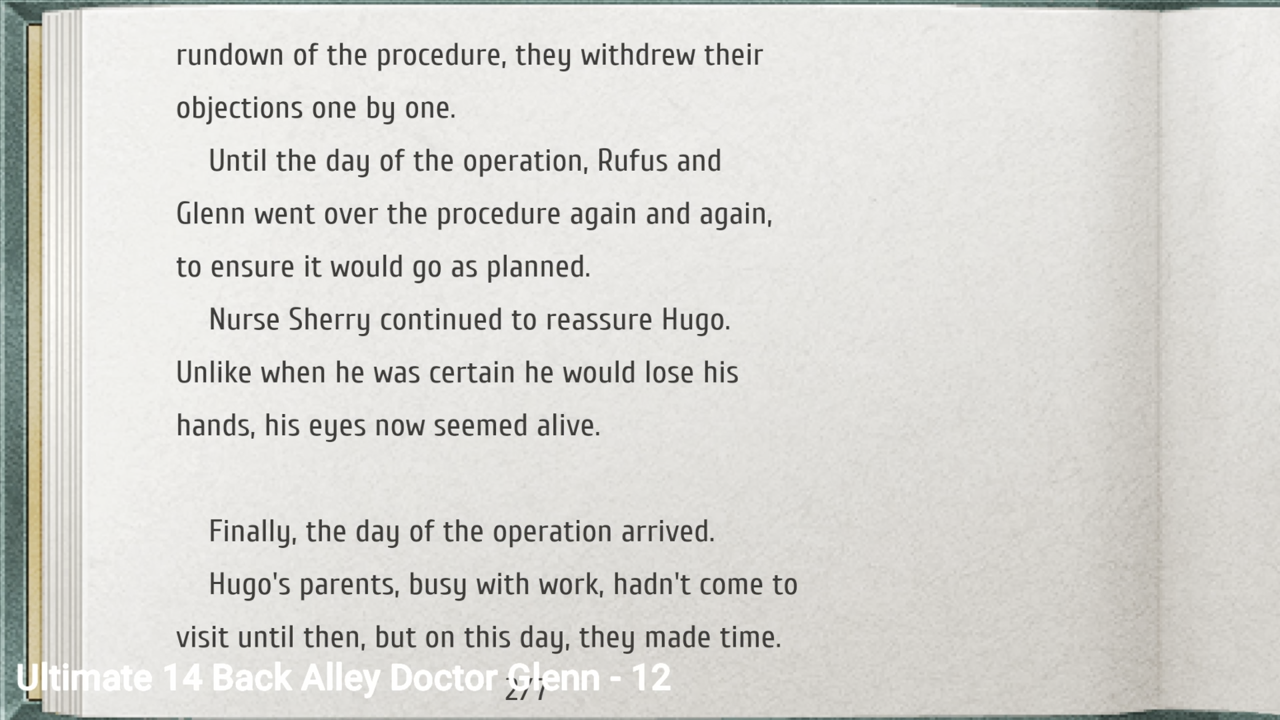 rundown of the procedure, they withdrew their
objections one by one.
Until the day of the operation, Rufus and
Glenn went over the procedure again and again,
to ensure it would go as planned.
Nurse Sherry continued to reassure Hugo.
Unlike when he was certain he would lose his
hands, his eyes now seemed alive.
Finally, the day of the operation arrived.
Hugo's parents, busy with work, hadn't come to
visit until then, but on this day, they made time.
Ultimate 14 Back Alley Doctor Glenn - 12
2/7